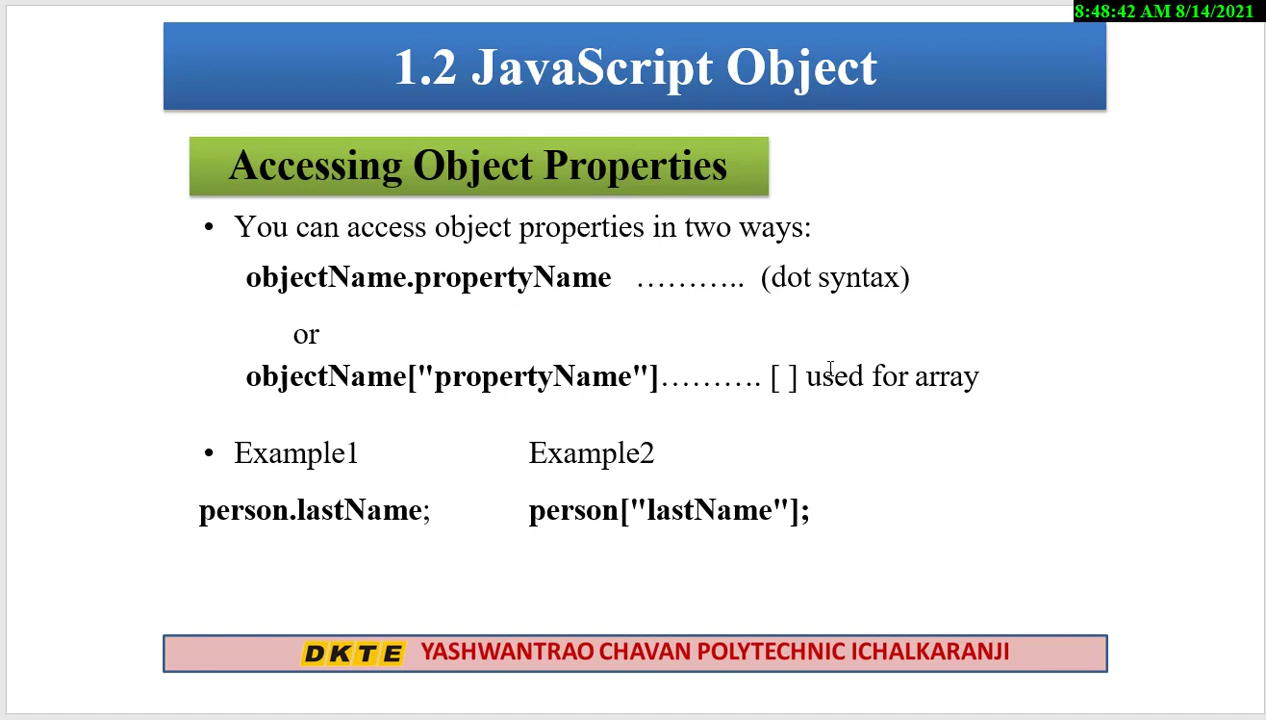 8:48:42 AM 8/14/2021
1.2 JavaScript Object
Accessing Object Properties
• You can access object properties in two ways:
objectName.propertyName ……….. (dot syntax)
or
objectName["propertyName"]………. [ ] used for array
• Example1 Example2
person.lastName; person["lastName"];
DKTE YASHWANTRAO CHAVAN POLYTECHNIC ICHALKARANJI